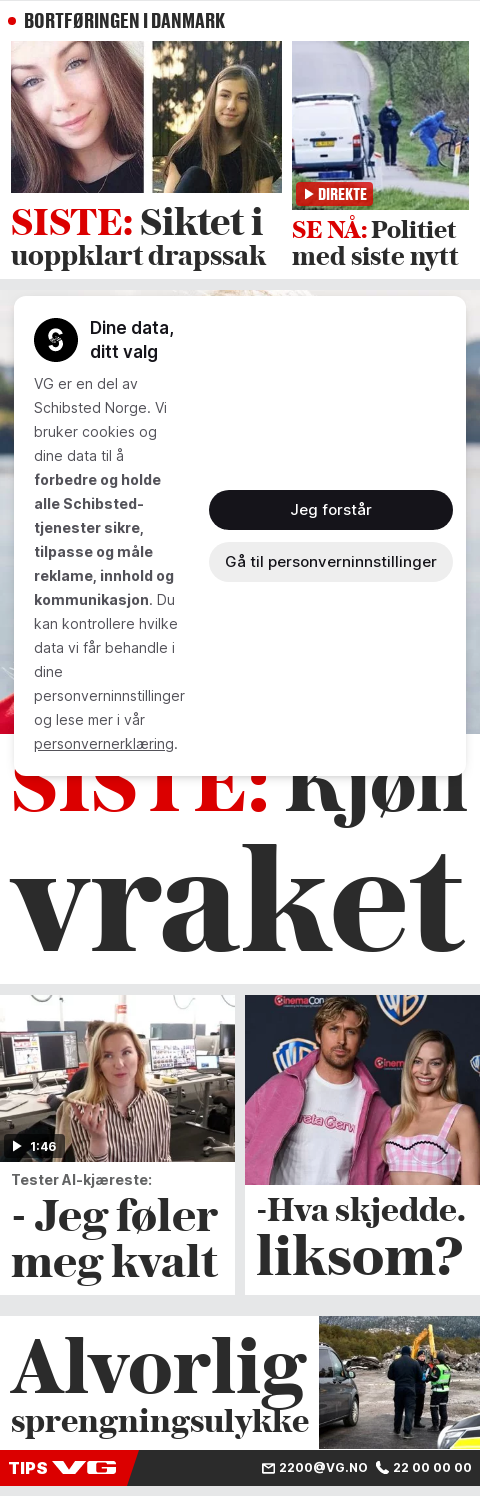 BORTFØRINGEN I DANMARK
SISTE: Siktet i
uoppklart drapssak
DIREKTE
SE NÅ: Politiet
med siste nytt
Dine data,
ditt valg
VG er en del av
Schibsted Norge. Vi
bruker cookies og
dine data til å
forbedre og holde
alle Schibsted-
tjenester sikre,
tilpasse og måle
reklame, innhold og
kommunikasjon. Du
kan kontrollere hvilke
data vi får behandle i
dine
personverninnstillinger
og lese mer i vår
personvernerklæring.
Jeg forstår
Gå til personverninnstillinger
SISTE: Kjøll
vraket
1:46
Tester AI-kjæreste:
- Jeg føler
meg kvalt
CinemaCon
-Hva skjedde.
liksom?
Alvorlig
sprengningsulykke
TIPS VG
2200@VG.NO 22 00 00 00